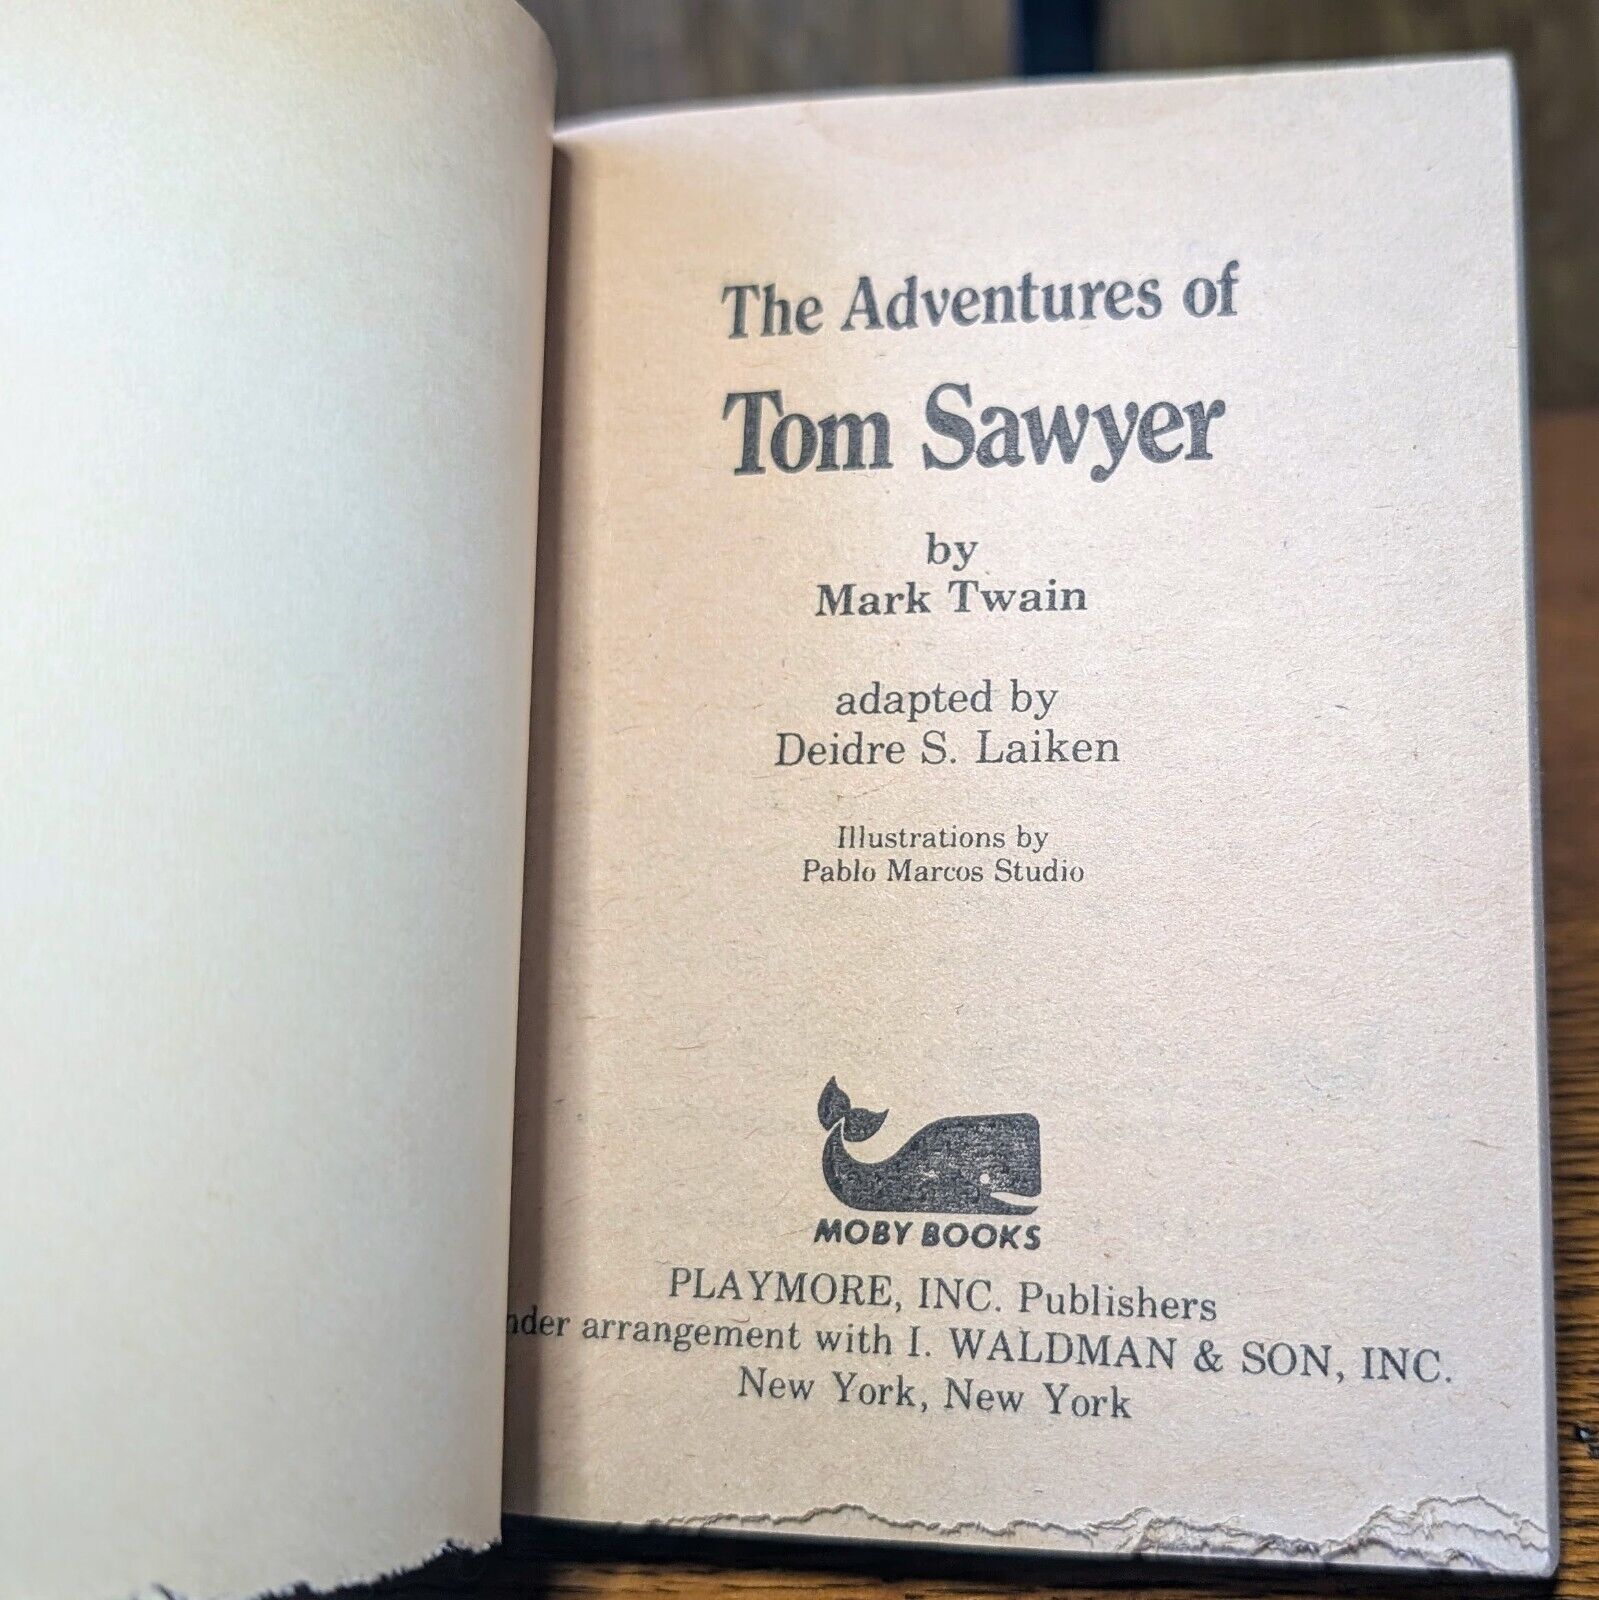 The Adventures of
Tom Sawyer
by
Mark Twain
adapted by
Deidre S. Laiken
Illustrations by
Pablo Marcos Studio
MOBY BOOKS
PLAYMORE, INC. Publishers
nder arrangement with I. WALDMAN & SON, INC.
New York, New York